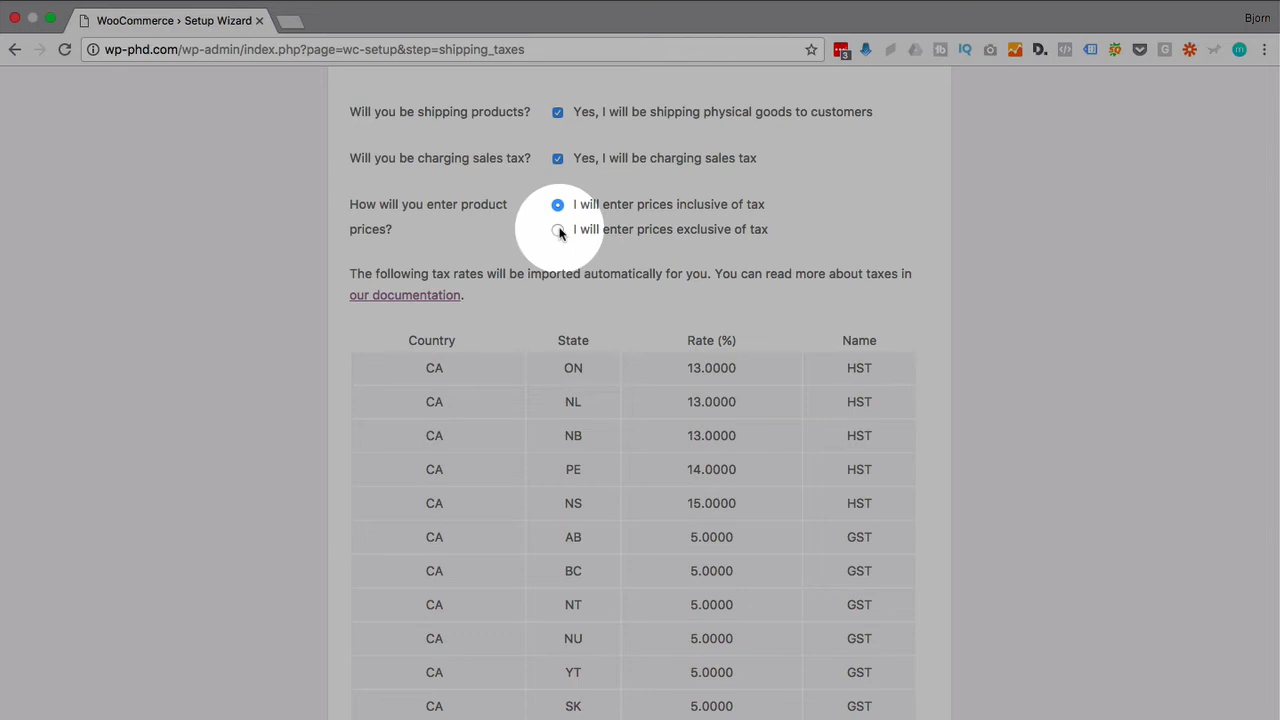 WooCommerce › Setup Wizard
Bjorn
wp-phd.com/wp-admin/index.php?page=wc-setup&step=shipping_taxes
3
IQ
D.
G
m
Will you be shipping products? Yes, I will be shipping physical goods to customers
Will you be charging sales tax? Yes, I will be charging sales tax
How will you enter product I will enter prices inclusive of tax
prices? I will enter prices exclusive of tax
The following tax rates will be imported automatically for you. You can read more about taxes in
our documentation.
Country State Rate (%) Name
CA ON 13.0000 HST
CA NL 13.0000 HST
CA NB 13.0000 HST
CA PE 14.0000 HST
CA NS 15.0000 HST
CA AB 5.0000 GST
CA BC 5.0000 GST
CA NT 5.0000 GST
CA NU 5.0000 GST
CA YT 5.0000 GST
CA SK 5.0000 GST